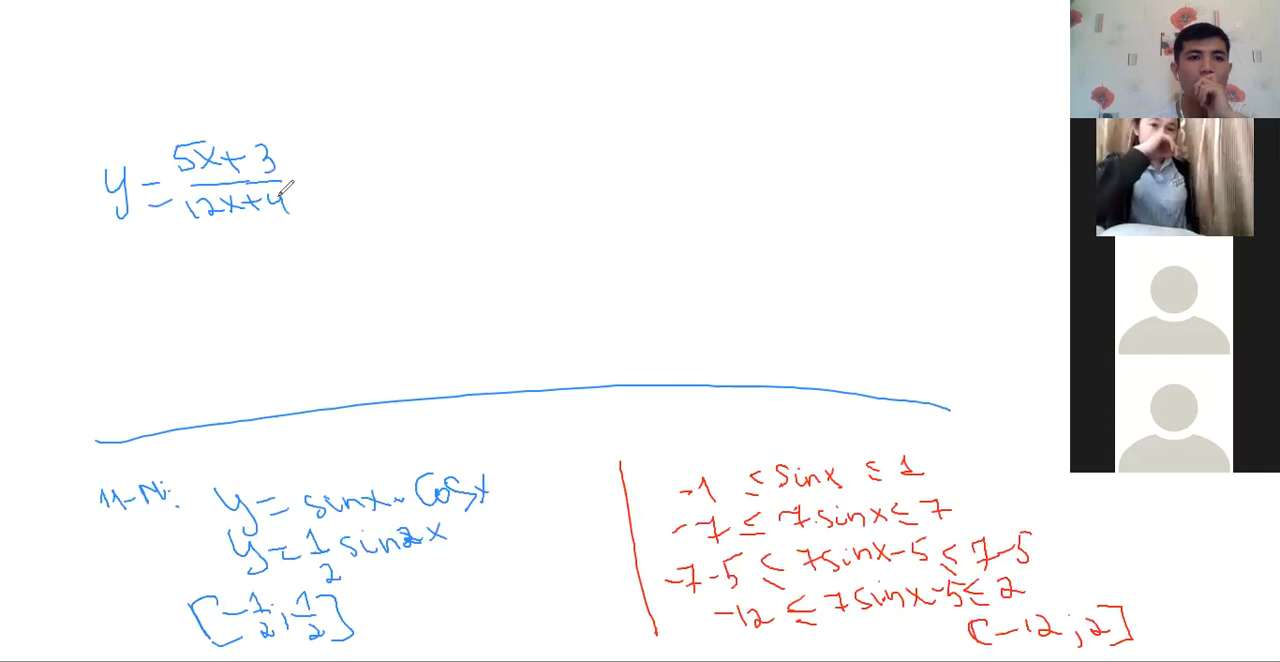 y = 5x + 3 / 12x + 4
11-Ni: y = sinx · Cosx
y = 1/2 sin2x
[-1/2 ; 1/2]
-1 ≤ sinx ≤ 1
-7 ≤ 7·sinx ≤ 7
-7-5 ≤ 7sinx-5 ≤ 7-5
-12 ≤ 7sinx-5 ≤ 2
[-12 ; 2]